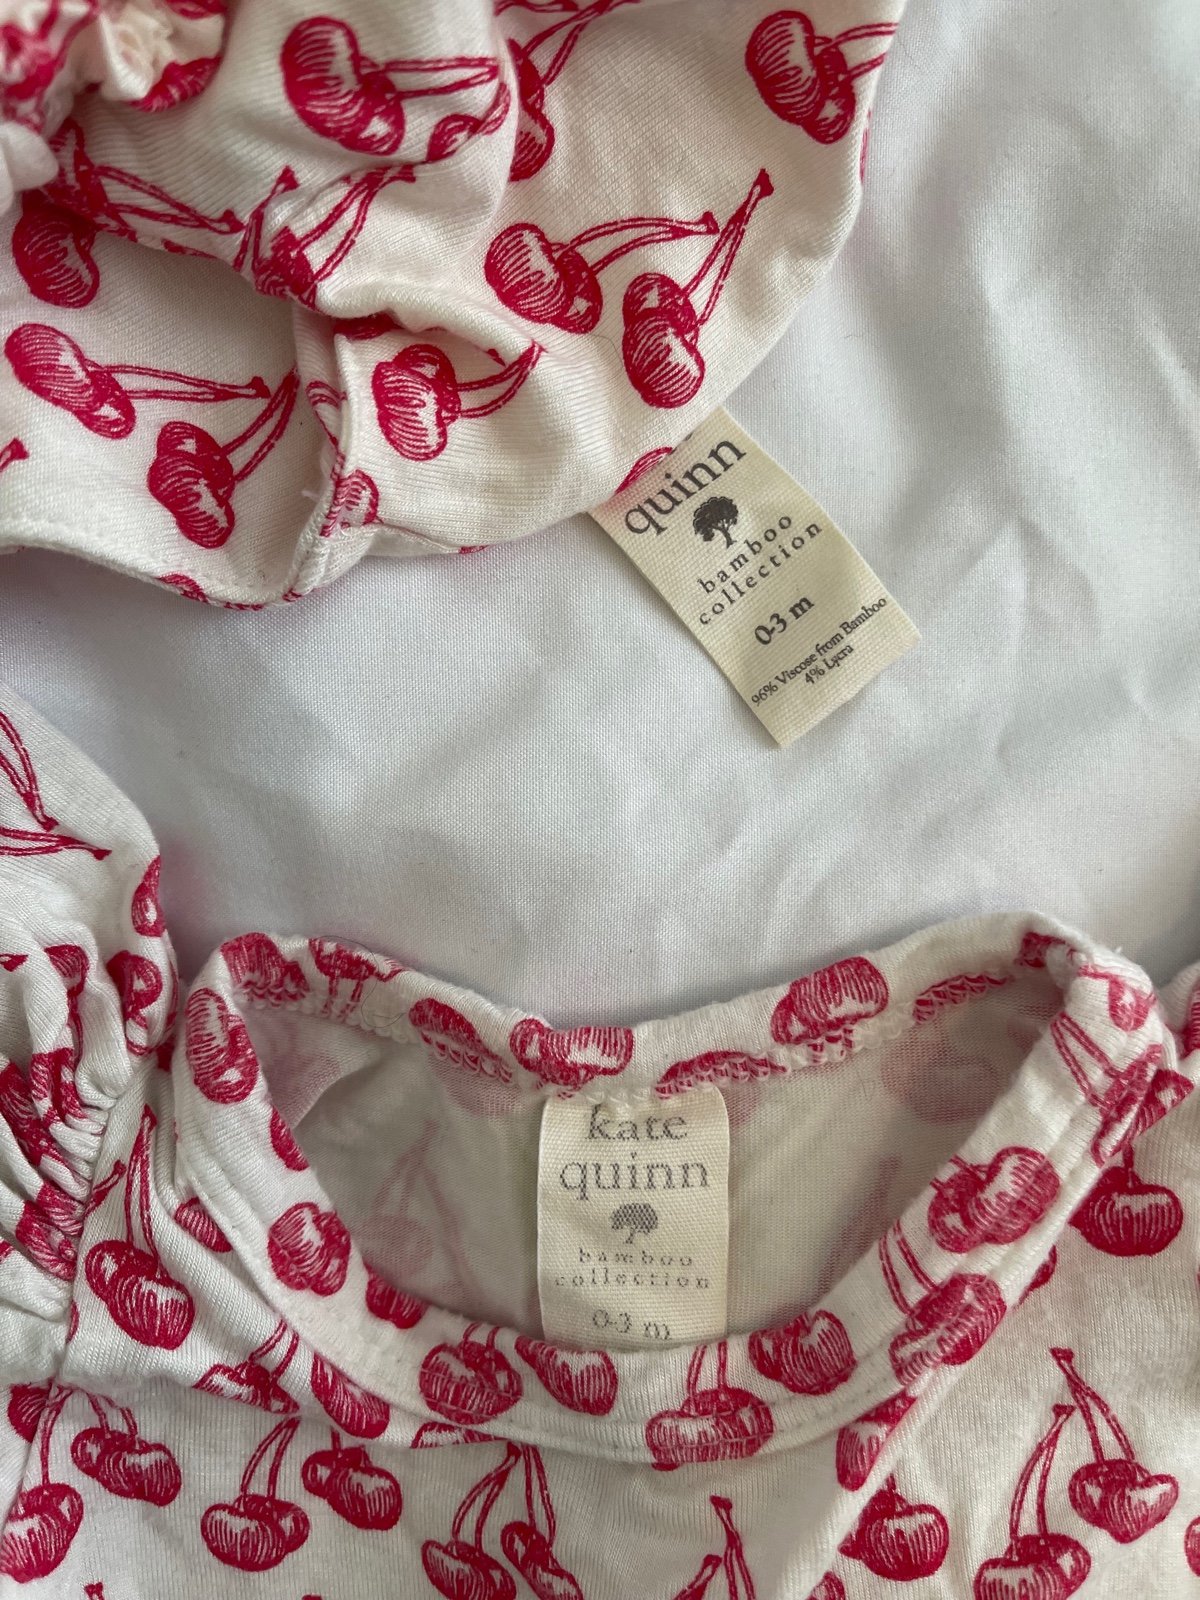 quinn
bamboo
collection
0-3 m
96% Viscose from Bamboo
4% Lycra
kate
quinn
bamboo
collection
0-3 m